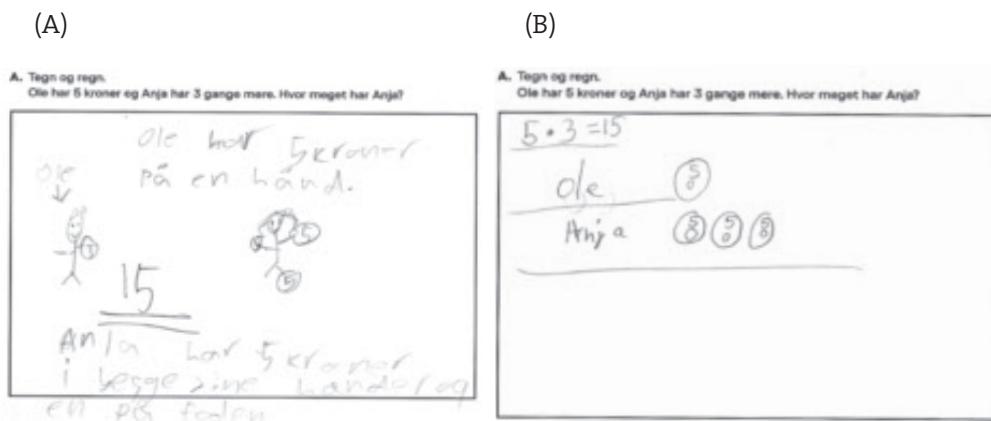 (A)
A. Tegn og regn.
Ole har 5 kroner og Anja har 3 gange mere. Hvor meget har Anja?
Ole har 5 kroner
på en hånd.
Ole
5
5
5
15
Anja har 5 kroner
i begge sine hænder og
en på foden
(B)
A. Tegn og regn.
Ole har 5 kroner og Anja har 3 gange mere. Hvor meget har Anja?
5 • 3 = 15
Ole
Anja